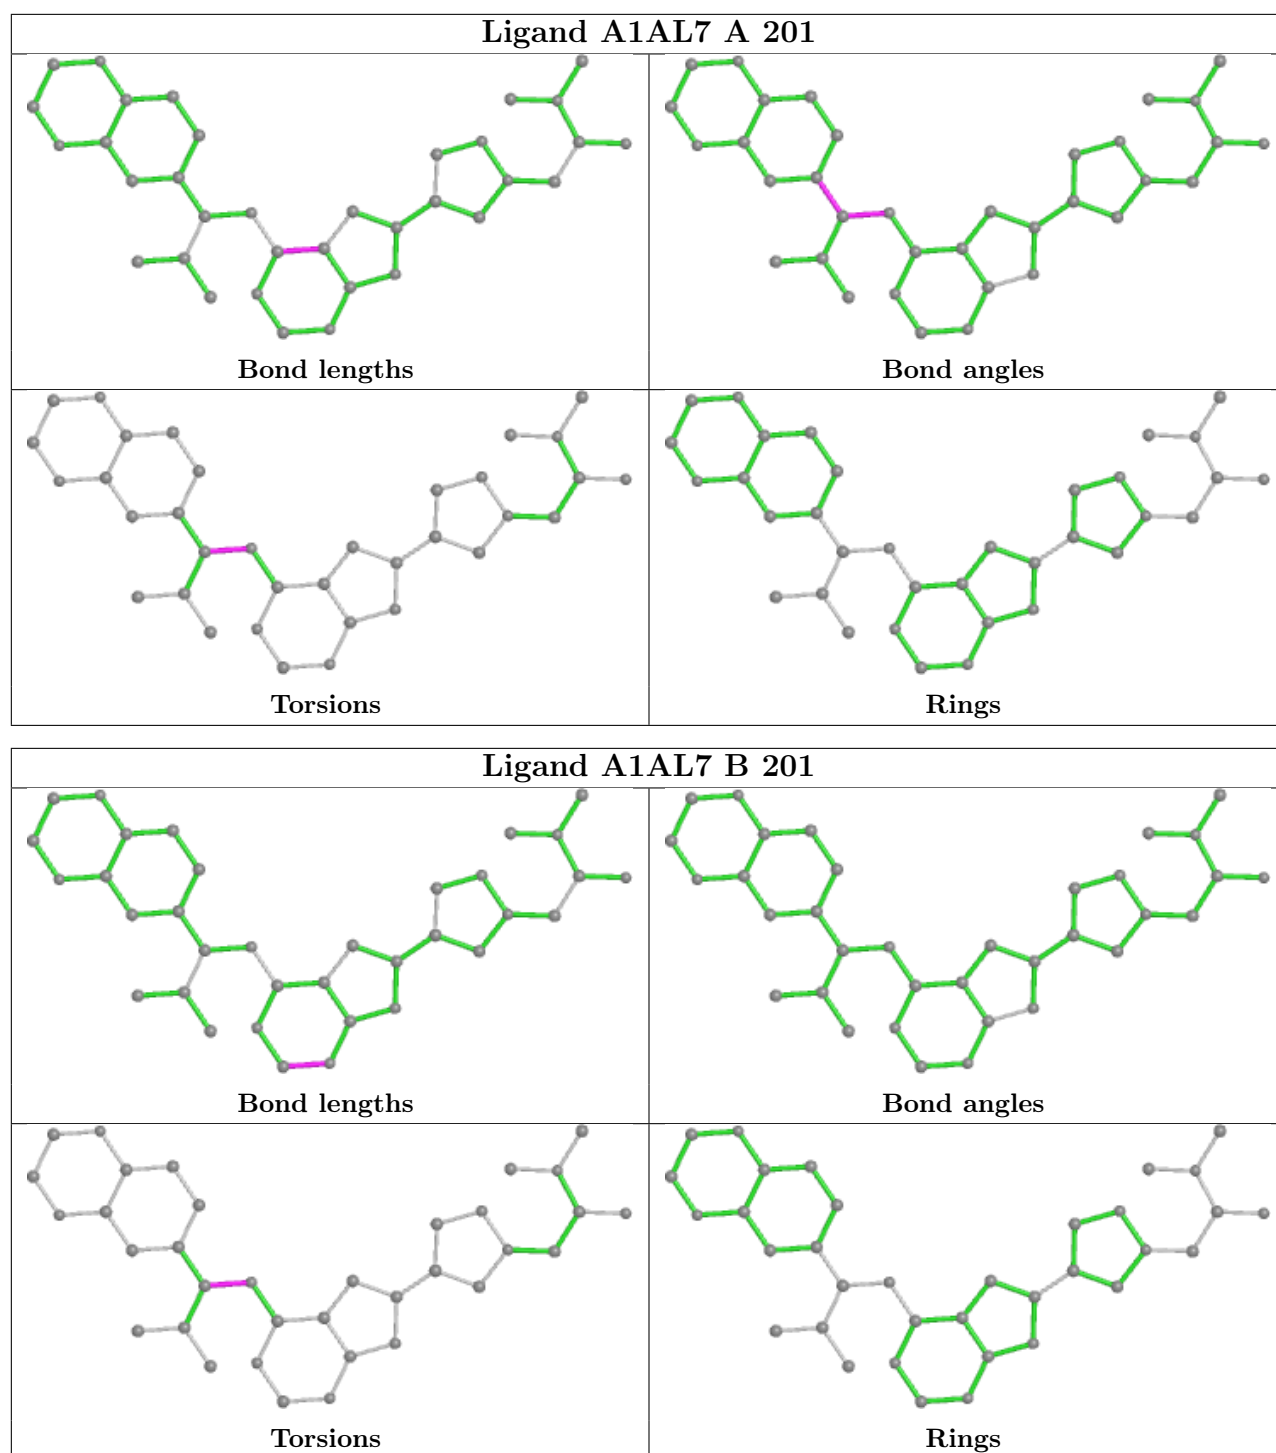 Ligand A1AL7 A 201
Bond lengths
Bond angles
Torsions
Rings
Ligand A1AL7 B 201
Bond lengths
Bond angles
Torsions
Rings